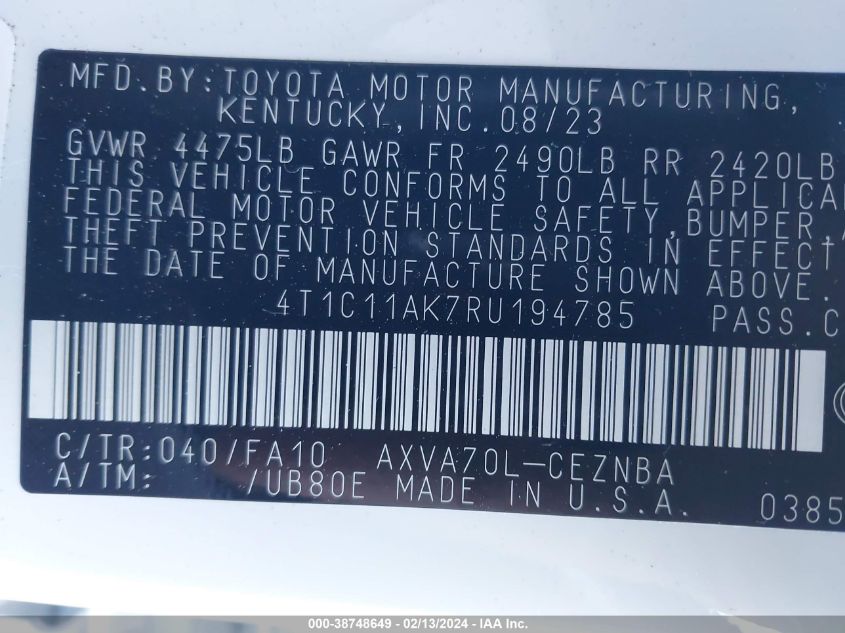 MFD.BY:TOYOTA MOTOR MANUFACTURING,
KENTUCKY,INC.08/23
GVWR 4475LB GAWR FR 2490LB RR 2420LB
THIS VEHICLE CONFORMS TO ALL APPLICA
FEDERAL MOTOR VEHICLE SAFETY,BUMPER,
THEFT PREVENTION STANDARDS IN EFFECT
THE DATE OF MANUFACTURE SHOWN ABOVE.
4T1C11AK7RU194785 PASS.C
C/TR:040/FA10 AXVA70L-CEZNBA
A/TM: /UB80E MADE IN U.S.A. 0385
000-38748649 - 02/13/2024 - IAA Inc.